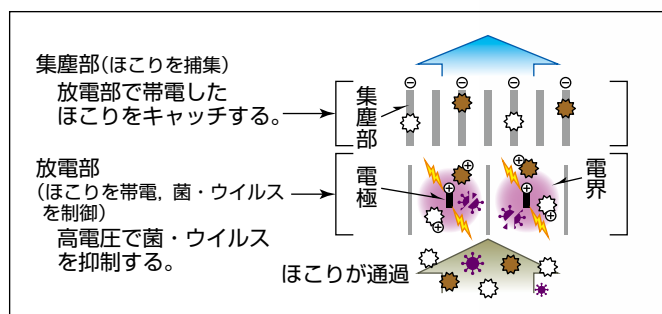 集塵部(ほこりを捕集)
放電部で帯電した
ほこりをキャッチする。
放電部
(ほこりを帯電, 菌・ウイルス
を制御)
高電圧で菌・ウイルス
を抑制する。
集塵部
電極
電界
ほこりが通過